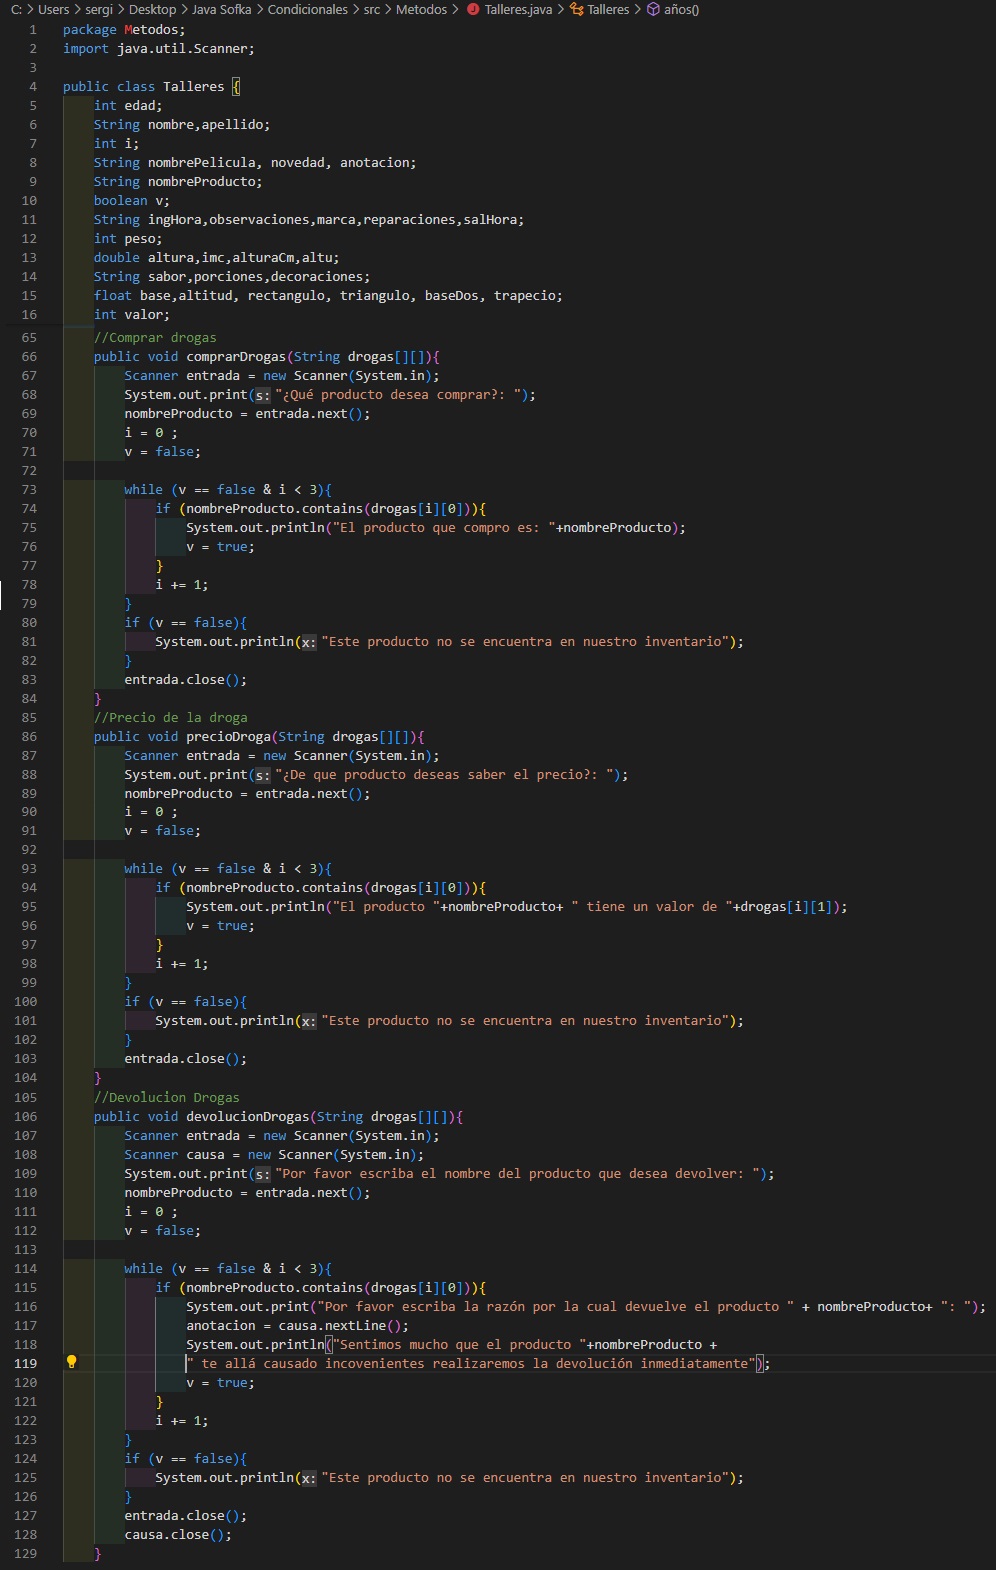 C: > Users > sergi > Desktop > Java Sofka > Condicionales > src > Metodos > Talleres.java > Talleres > años()
1 package Metodos;
2 import java.util.Scanner;
3
4 public class Talleres {
5 int edad;
6 String nombre,apellido;
7 int i;
8 String nombrePelicula, novedad, anotacion;
9 String nombreProducto;
10 boolean v;
11 String ingHora,observaciones,marca,reparaciones,salHora;
12 int peso;
13 double altura,imc,alturaCm,altu;
14 String sabor,porciones,decoraciones;
15 float base,altitud, rectangulo, triangulo, baseDos, trapecio;
16 int valor;
65 //Comprar drogas
66 public void comprarDrogas(String drogas[][]){
67 Scanner entrada = new Scanner(System.in);
68 System.out.print(s: "¿Qué producto desea comprar?: ");
69 nombreProducto = entrada.next();
70 i = 0 ;
71 v = false;
72
73 while (v == false & i < 3){
74 if (nombreProducto.contains(drogas[i][0])){
75 System.out.println("El producto que compro es: "+nombreProducto);
76 v = true;
77 }
78 i += 1;
79 }
80 if (v == false){
81 System.out.println(x: "Este producto no se encuentra en nuestro inventario");
82 }
83 entrada.close();
84 }
85 //Precio de la droga
86 public void precioDroga(String drogas[][]){
87 Scanner entrada = new Scanner(System.in);
88 System.out.print(s: "¿De que producto deseas saber el precio?: ");
89 nombreProducto = entrada.next();
90 i = 0 ;
91 v = false;
92
93 while (v == false & i < 3){
94 if (nombreProducto.contains(drogas[i][0])){
95 System.out.println("El producto "+nombreProducto+ " tiene un valor de "+drogas[i][1]);
96 v = true;
97 }
98 i += 1;
99 }
100 if (v == false){
101 System.out.println(x: "Este producto no se encuentra en nuestro inventario");
102 }
103 entrada.close();
104 }
105 //Devolucion Drogas
106 public void devolucionDrogas(String drogas[][]){
107 Scanner entrada = new Scanner(System.in);
108 Scanner causa = new Scanner(System.in);
109 System.out.print(s: "Por favor escriba el nombre del producto que desea devolver: ");
110 nombreProducto = entrada.next();
111 i = 0 ;
112 v = false;
113
114 while (v == false & i < 3){
115 if (nombreProducto.contains(drogas[i][0])){
116 System.out.print("Por favor escriba la razón por la cual devuelve el producto " + nombreProducto+ ": ");
117 anotacion = causa.nextLine();
118 System.out.println("Sentimos mucho que el producto "+nombreProducto +
119 " te allá causado incovenientes realizaremos la devolución inmediatamente");
120 v = true;
121 }
122 i += 1;
123 }
124 if (v == false){
125 System.out.println(x: "Este producto no se encuentra en nuestro inventario");
126 }
127 entrada.close();
128 causa.close();
129 }